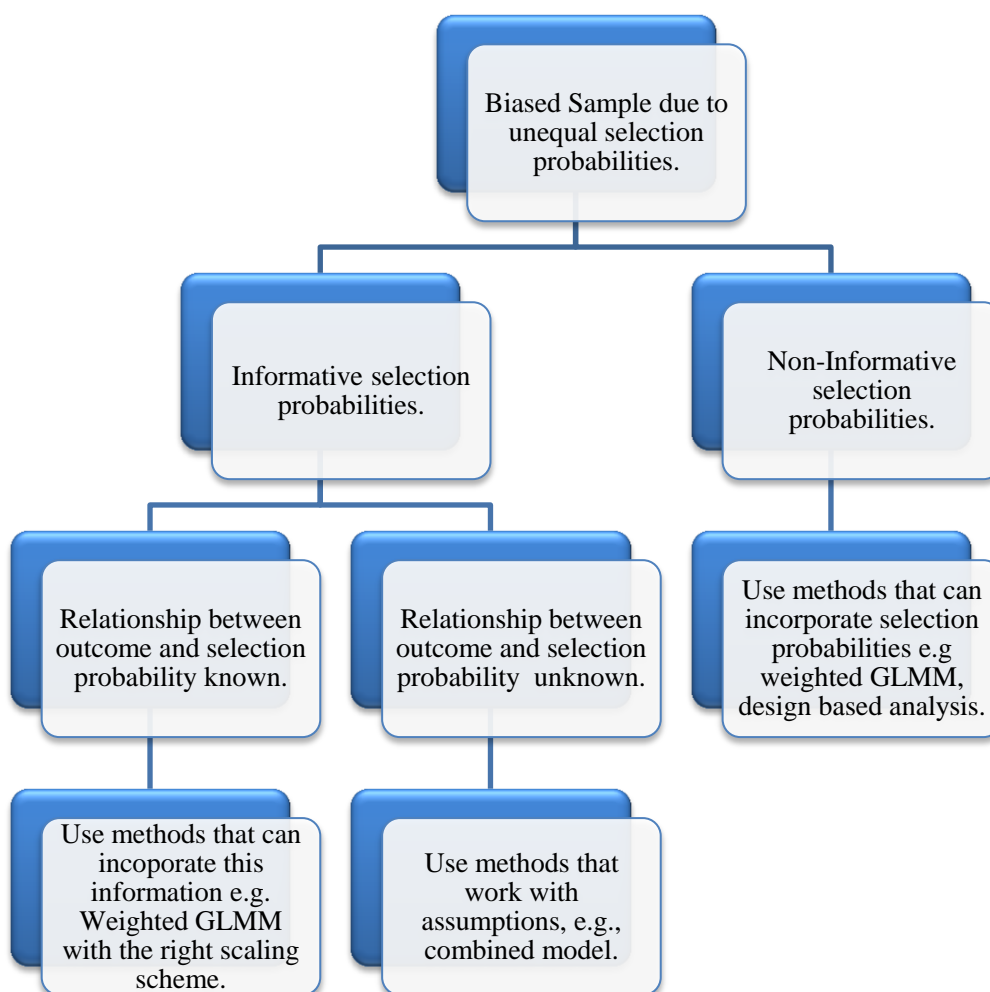 Biased Sample due to
unequal selection
probabilities.
Informative selection
probabilities.
Non-Informative
selection
probabilities.
Relationship between
outcome and selection
probability known.
Relationship between
outcome and selection
probability unknown.
Use methods that can
incorporate selection
probabilities e.g
weighted GLMM,
design based analysis.
Use methods that can
incoporate this
information e.g.
Weighted GLMM
with the right scaling
scheme.
Use methods that
work with
assumptions, e.g.,
combined model.